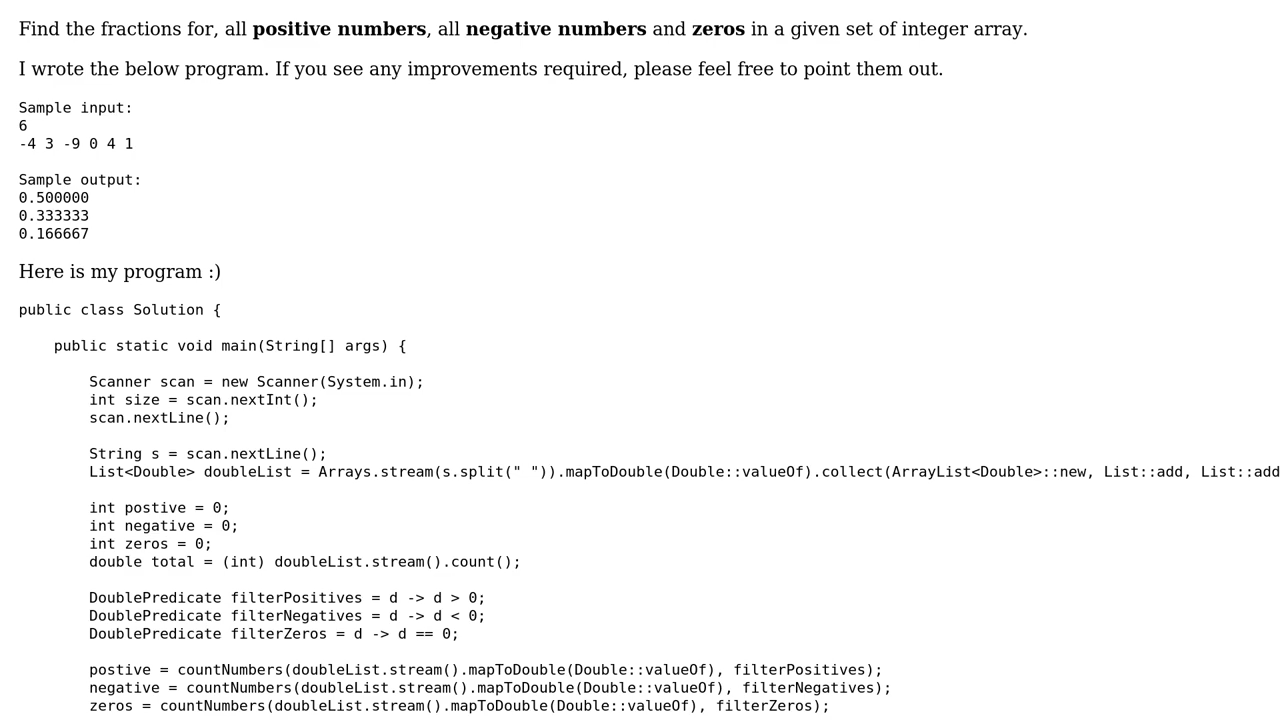 Find the fractions for, all positive numbers, all negative numbers and zeros in a given set of integer array.
I wrote the below program. If you see any improvements required, please feel free to point them out.
Sample input:
6
-4 3 -9 0 4 1
Sample output:
0.500000
0.333333
0.166667
Here is my program :)
public class Solution {
public static void main(String[] args) {
Scanner scan = new Scanner(System.in);
int size = scan.nextInt();
scan.nextLine();
String s = scan.nextLine();
List<Double> doubleList = Arrays.stream(s.split(" ")).mapToDouble(Double::valueOf).collect(ArrayList<Double>::new, List::add, List::add
int postive = 0;
int negative = 0;
int zeros = 0;
double total = (int) doubleList.stream().count();
DoublePredicate filterPositives = d -> d > 0;
DoublePredicate filterNegatives = d -> d < 0;
DoublePredicate filterZeros = d -> d == 0;
postive = countNumbers(doubleList.stream().mapToDouble(Double::valueOf), filterPositives);
negative = countNumbers(doubleList.stream().mapToDouble(Double::valueOf), filterNegatives);
zeros = countNumbers(doubleList.stream().mapToDouble(Double::valueOf), filterZeros);